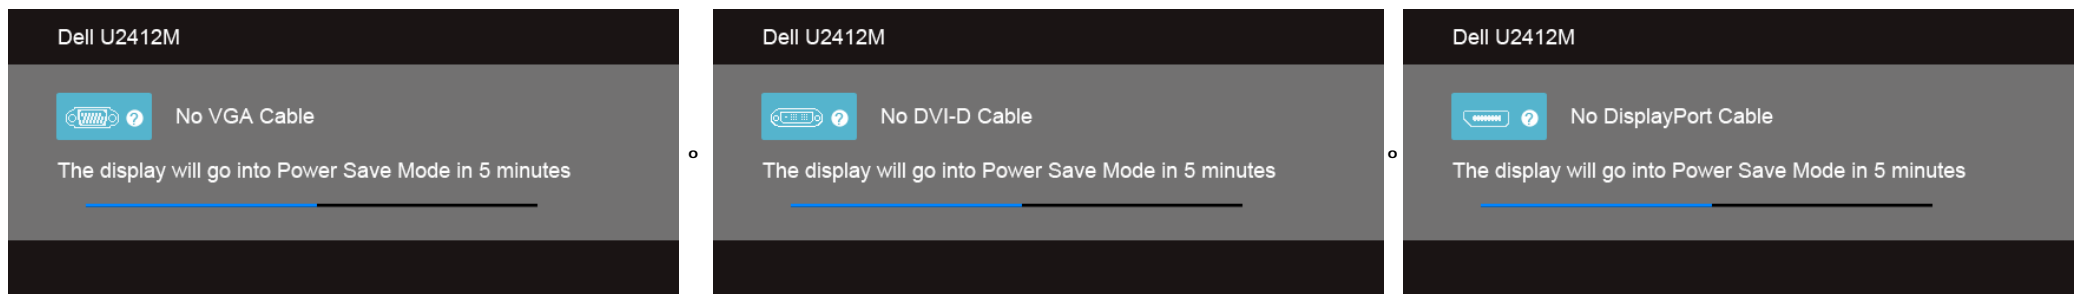 Dell U2412M
No VGA Cable
The display will go into Power Save Mode in 5 minutes
o
Dell U2412M
No DVI-D Cable
The display will go into Power Save Mode in 5 minutes
o
Dell U2412M
No DisplayPort Cable
The display will go into Power Save Mode in 5 minutes